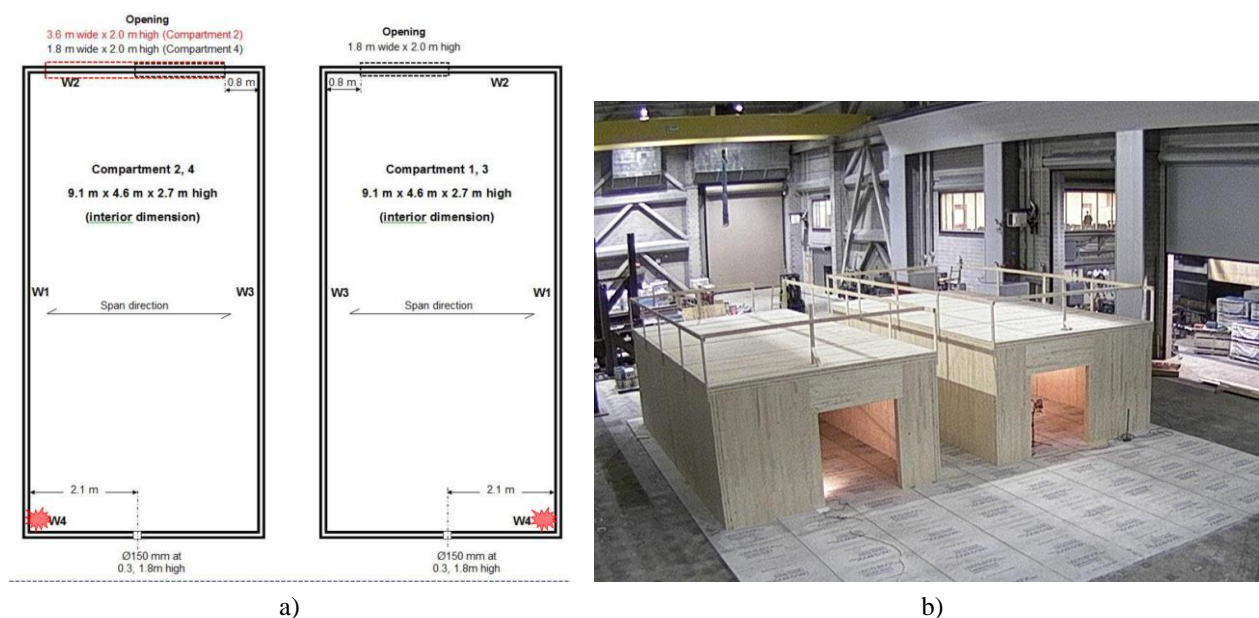 Opening
3.6 m wide x 2.0 m high (Compartment 2)
1.8 m wide x 2.0 m high (Compartment 4)
W2
0.8 m
Compartment 2, 4
9.1 m x 4.6 m x 2.7 m high
(interior dimension)
W1
W3
Span direction
2.1 m
W4
Ø150 mm at
0.3, 1.8m high
Opening
1.8 m wide x 2.0 m high
0.8 m
W2
Compartment 1, 3
9.1 m x 4.6 m x 2.7 m high
(interior dimension)
W3
W1
Span direction
2.1 m
W4
Ø150 mm at
0.3, 1.8m high
a)
b)